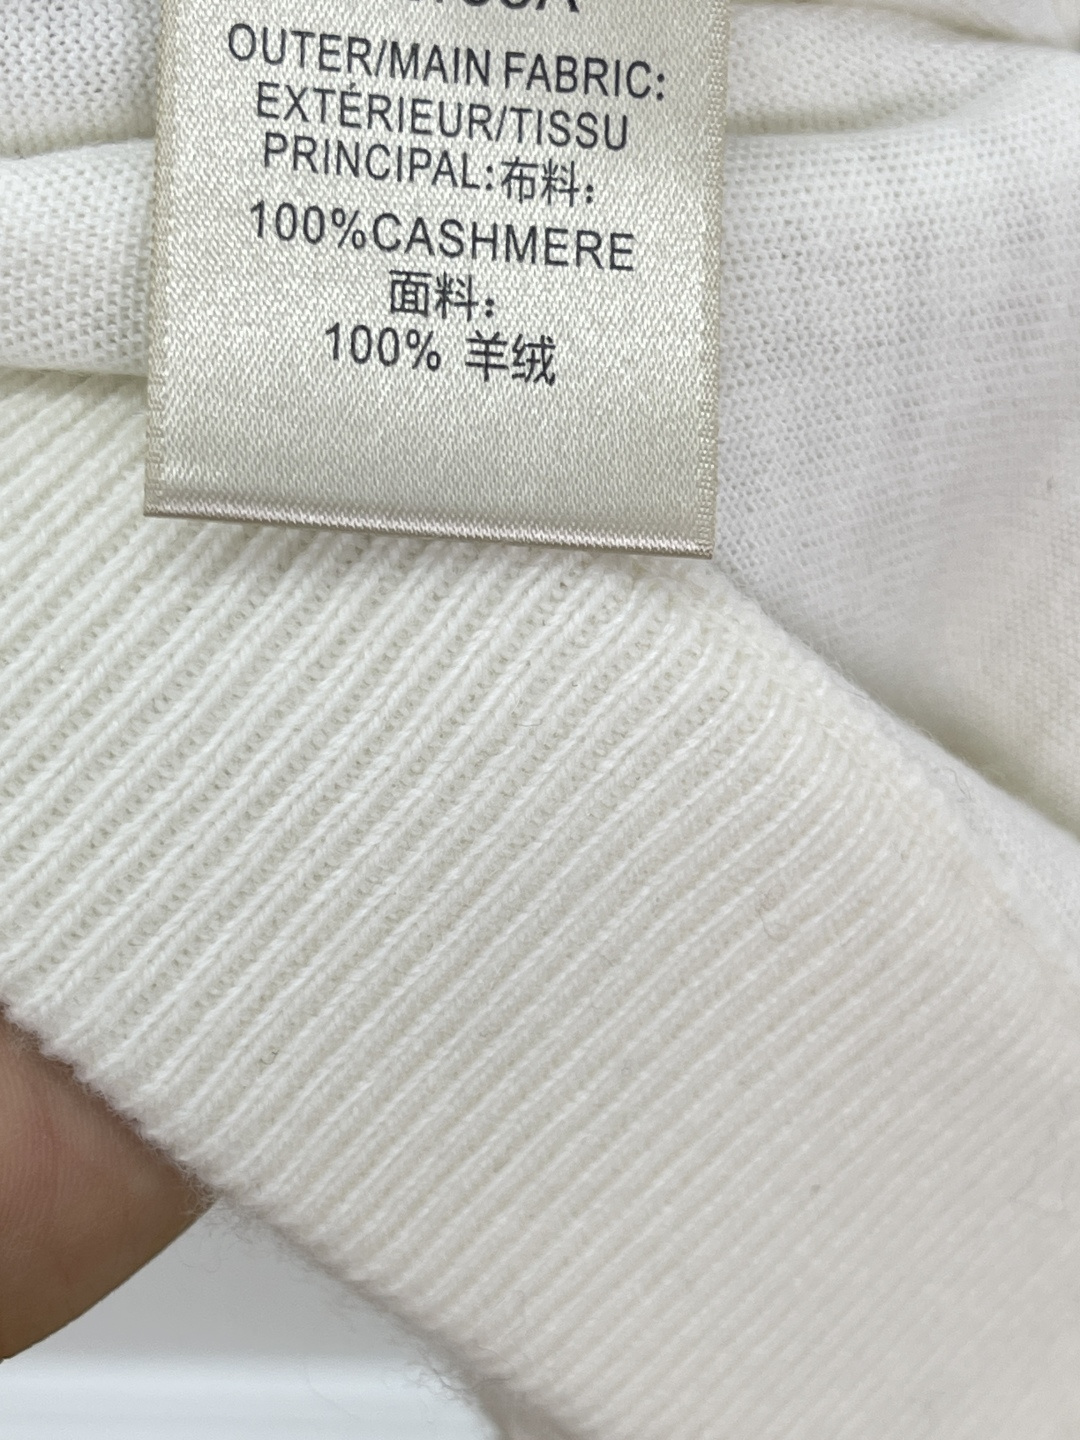 OUTER/MAIN FABRIC:
EXTÉRIEUR/TISSU
PRINCIPAL:布料:
100%CASHMERE
面料:
100% 羊绒